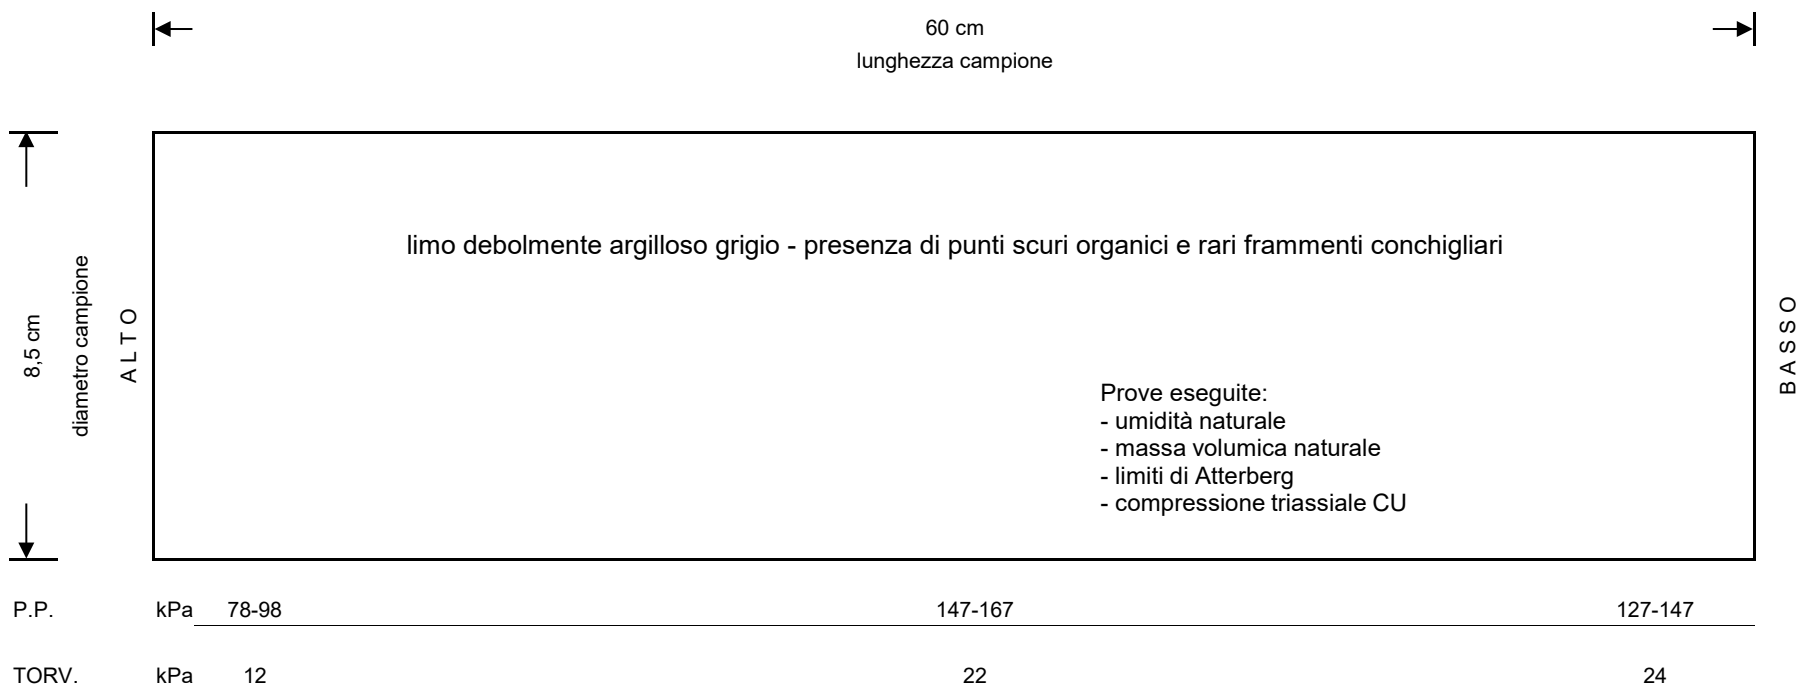 60 cm
lunghezza campione
8,5 cm
diametro campione
ALTO
limo debolmente argilloso grigio - presenza di punti scuri organici e rari frammenti conchigliari
Prove eseguite:
- umidità naturale
- massa volumica naturale
- limiti di Atterberg
- compressione triassiale CU
BASSO
P.P. kPa 78-98 147-167 127-147
TORV. kPa 12 22 24